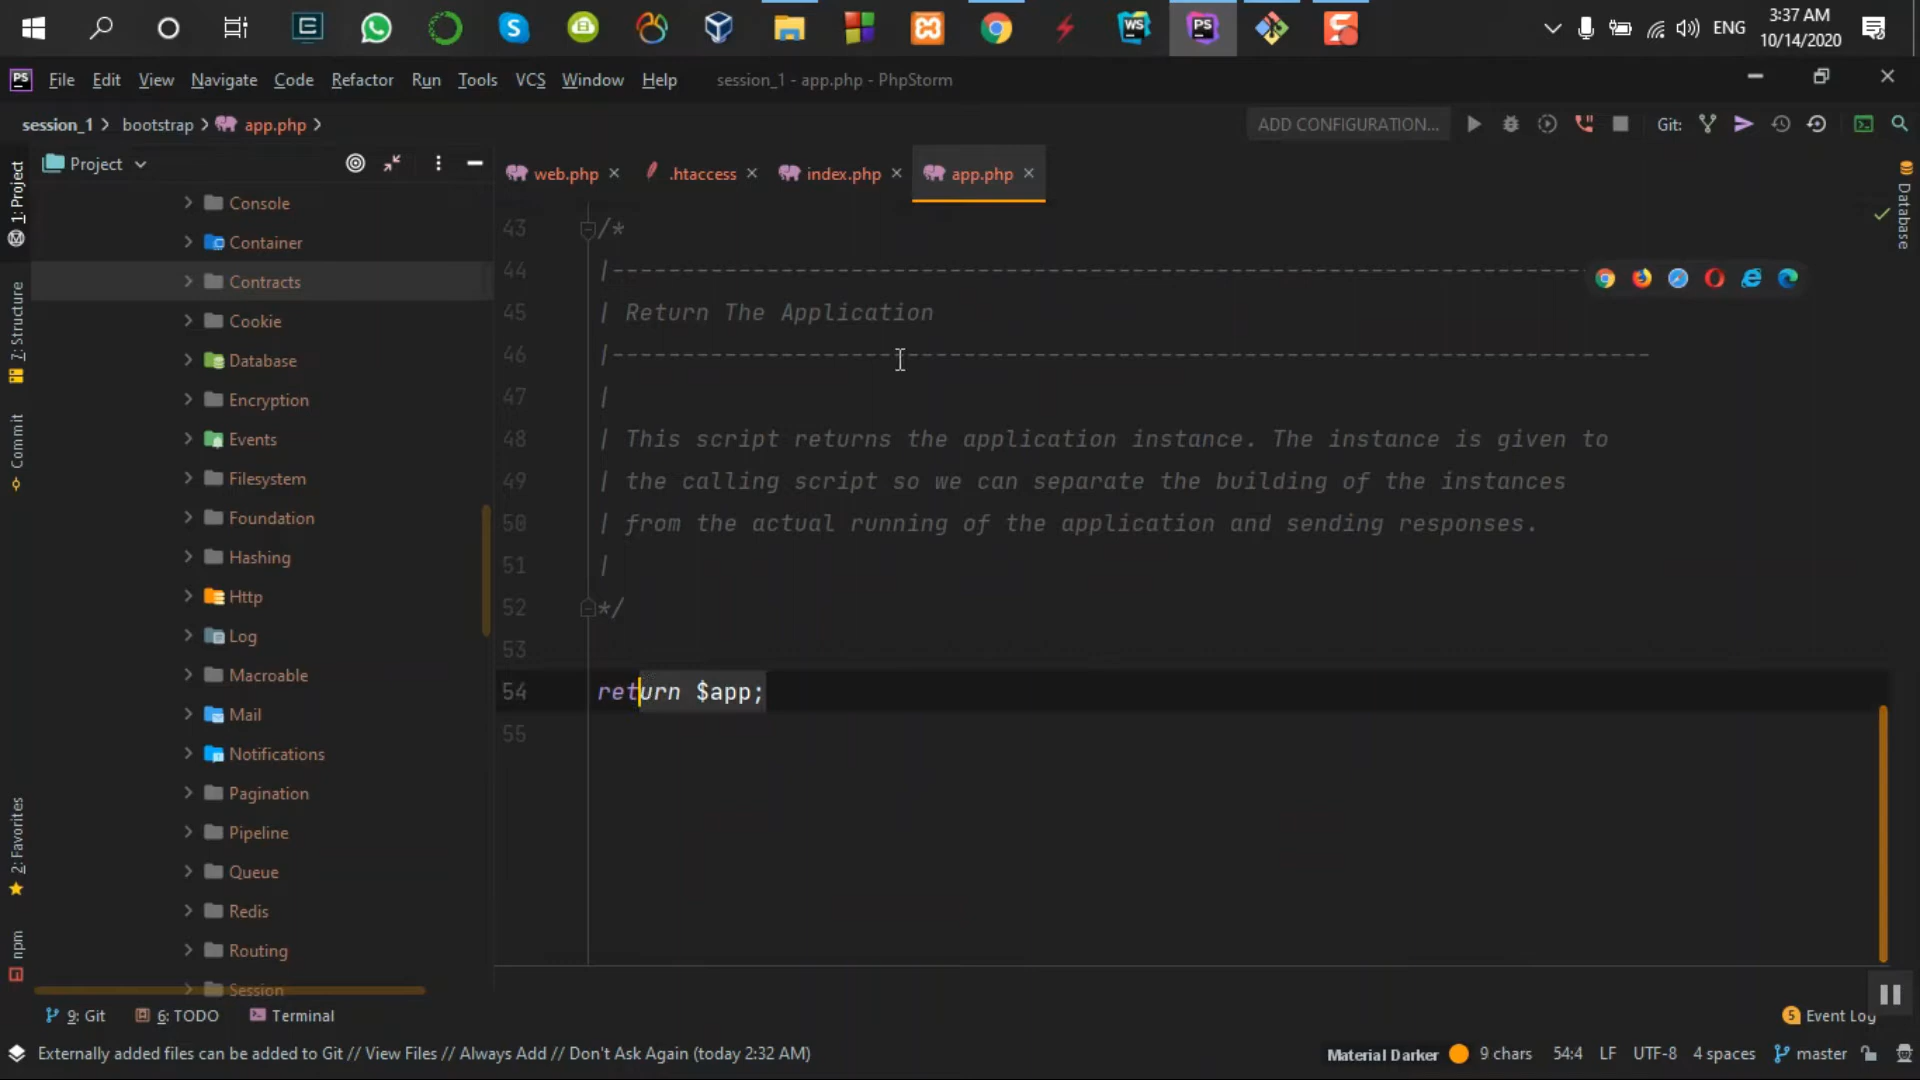 ENG
3:37 AM
10/14/2020
PS File Edit View Navigate Code Refactor Run Tools VCS Window Help session_1 - app.php - PhpStorm
session_1 bootstrap app.php
ADD CONFIGURATION... Git:
1: Project
7: Structure
Commit
2: Favorites
npm
Project
Console
Container
Contracts
Cookie
Database
Encryption
Events
Filesystem
Foundation
Hashing
Http
Log
Macroable
Mail
Notifications
Pagination
Pipeline
Queue
Redis
Routing
Session
web.php .htaccess index.php app.php
43 /*
44 |--------------------------------------------------------------------------
45 | Return The Application
46 |--------------------------------------------------------------------------
47 |
48 | This script returns the application instance. The instance is given to
49 | the calling script so we can separate the building of the instances
50 | from the actual running of the application and sending responses.
51 |
52 */
53
54 return $app;
55
Database
9: Git 6: TODO Terminal
5 Event Log
Externally added files can be added to Git // View Files // Always Add // Don't Ask Again (today 2:32 AM)
Material Darker 9 chars 54:4 LF UTF-8 4 spaces master
WS
PS